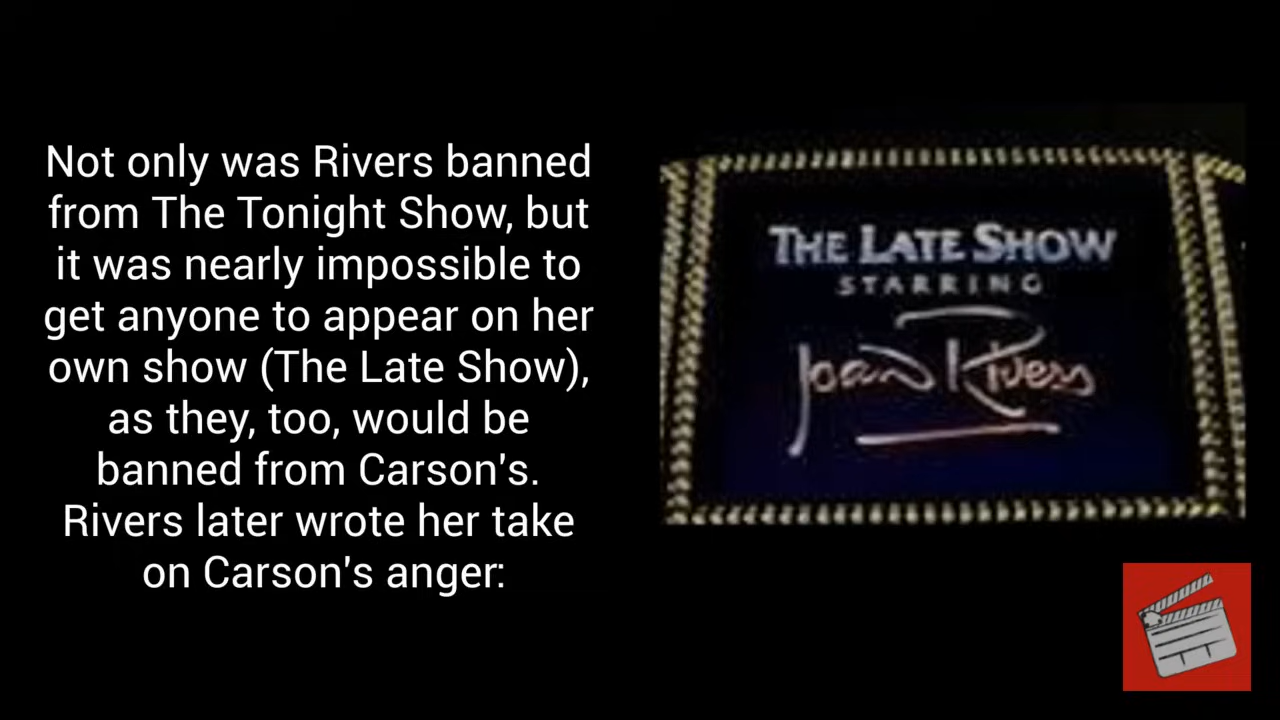 Not only was Rivers banned
from The Tonight Show, but
it was nearly impossible to
get anyone to appear on her
own show (The Late Show),
as they, too, would be
banned from Carson's.
Rivers later wrote her take
on Carson's anger:
THE LATE SHOW
STARRING
Joan Rivers